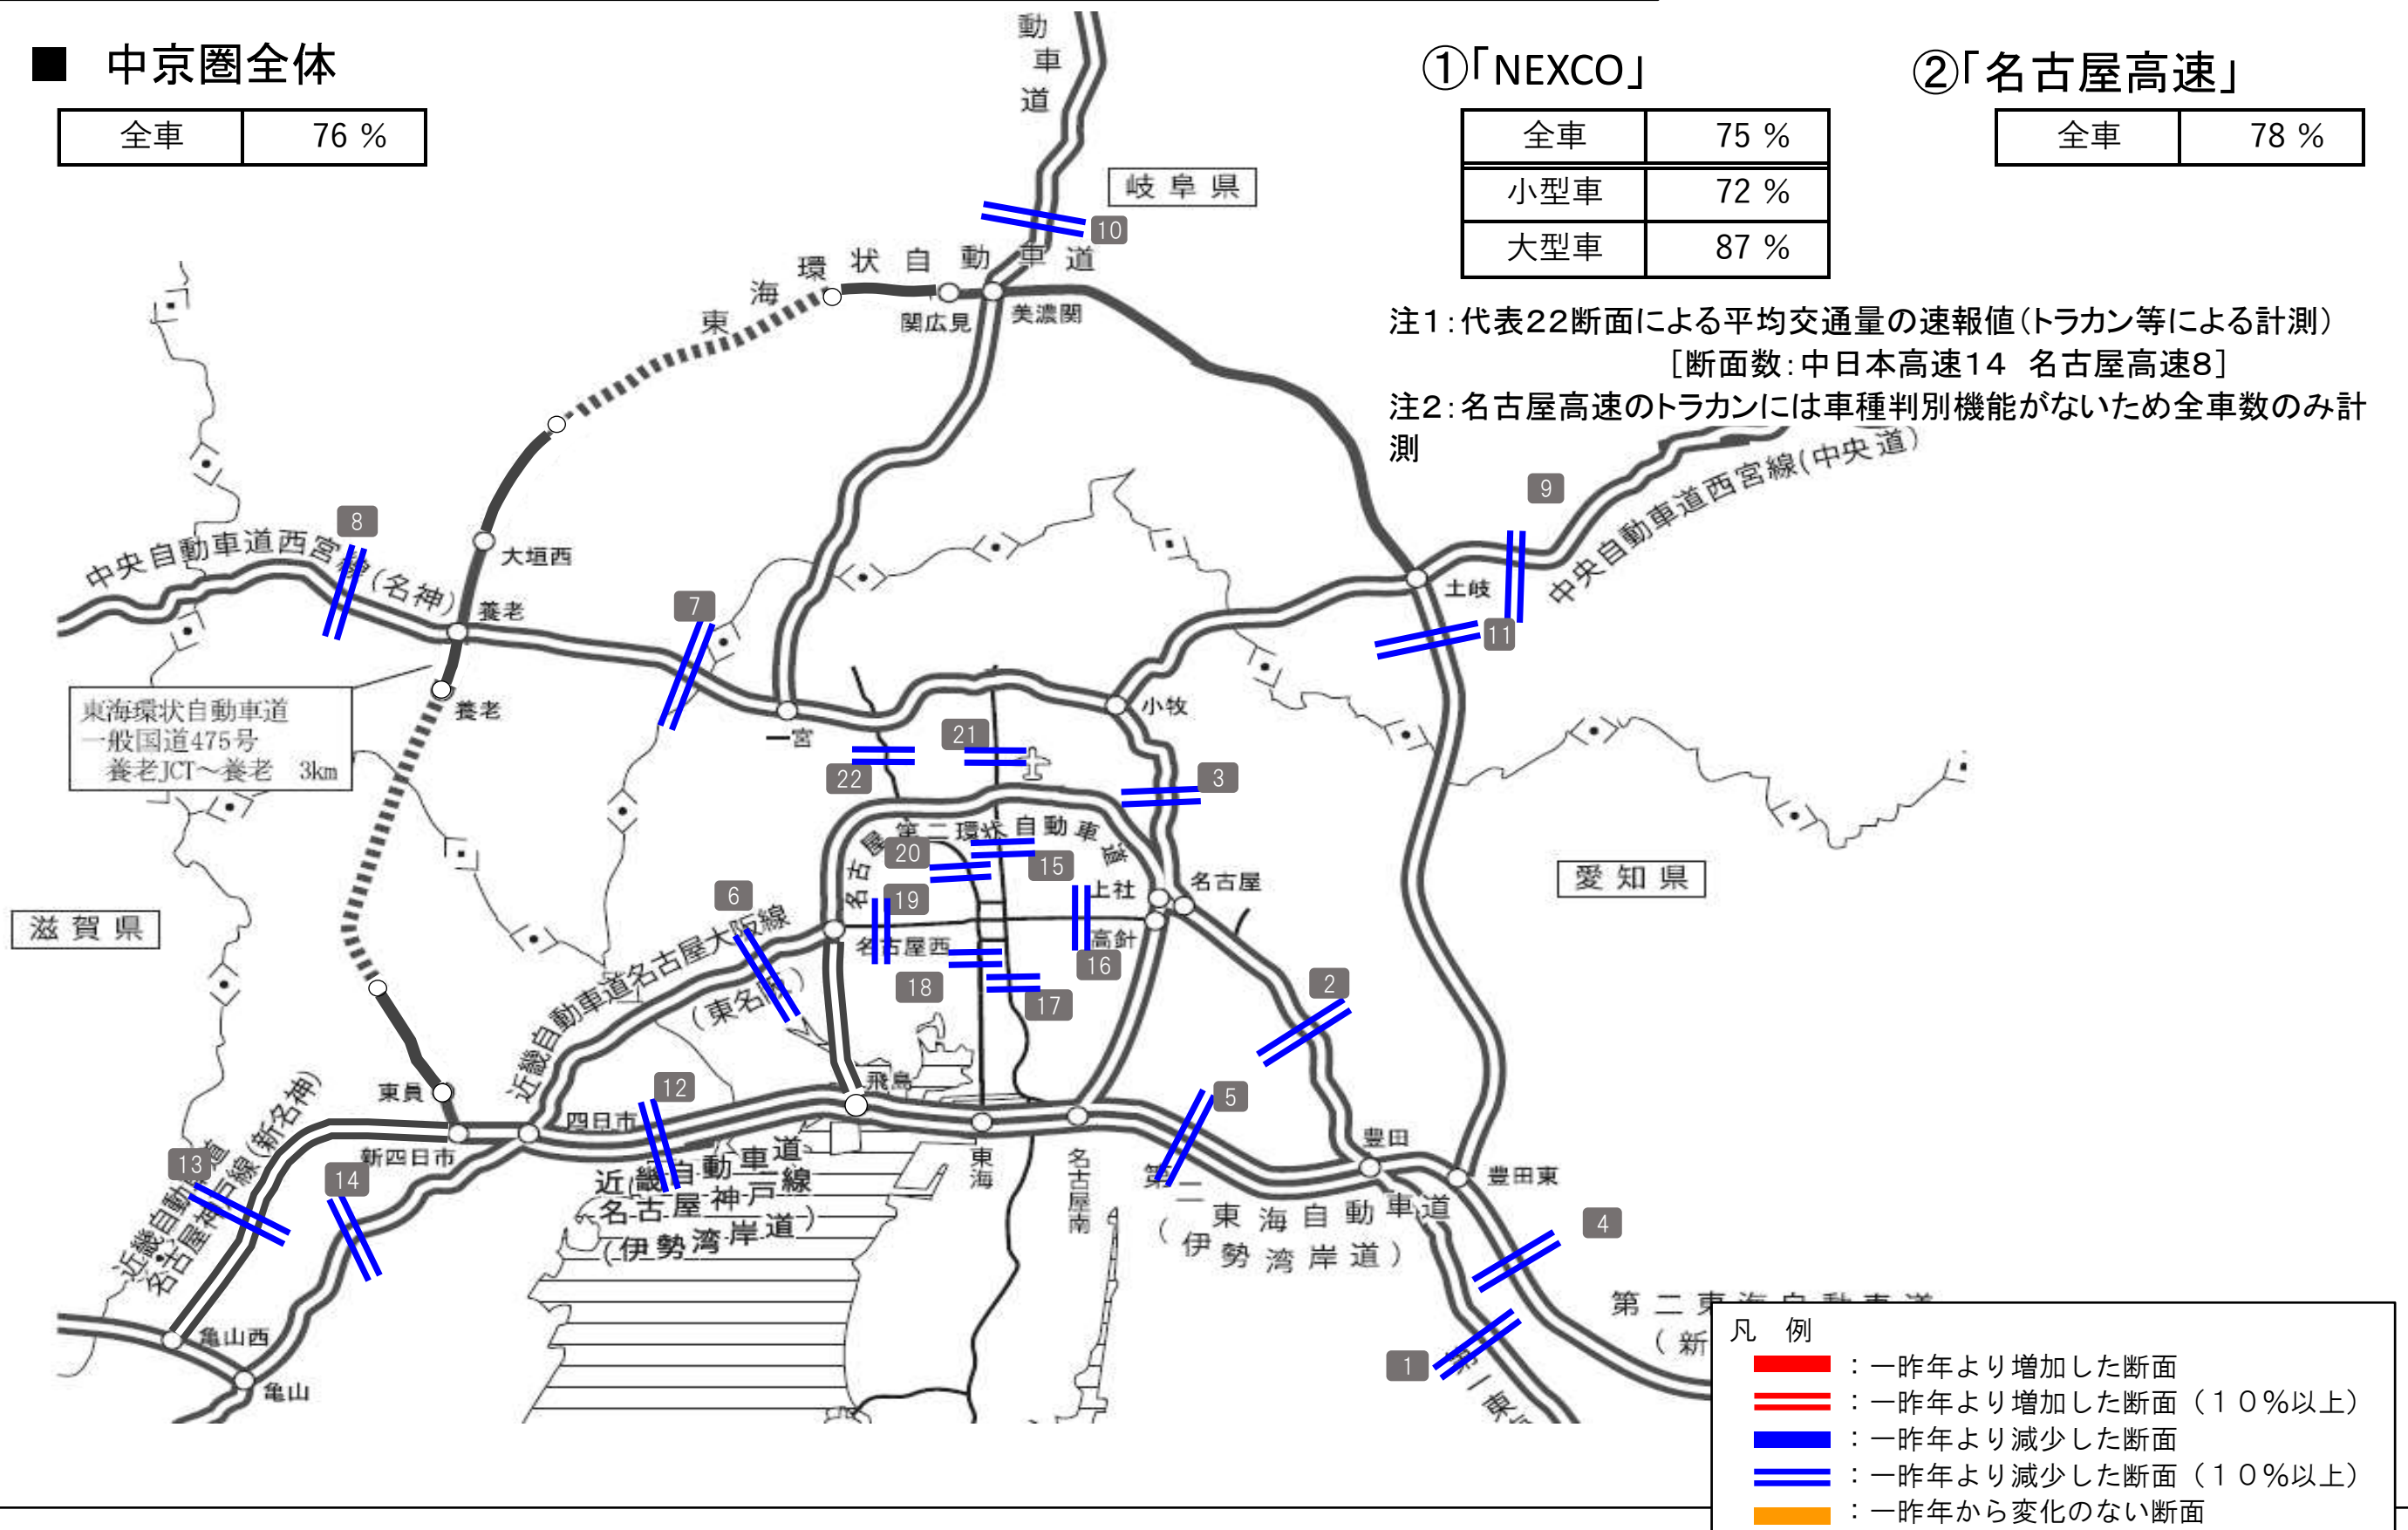 ■ 中京圏全体
全車 76 %
①「NEXCO」
全車 75 %
小型車 72 %
大型車 87 %
②「名古屋高速」
全車 78 %
注1：代表22断面による平均交通量の速報値（トラカン等による計測）
［断面数：中日本高速14　名古屋高速8］
注2：名古屋高速のトラカンには車種判別機能がないため全車数のみ計
測
動車道
岐阜県
10
東海環状自動車道
関広見
美濃関
9
中央自動車道西宮線(中央道)
8
中央自動車道西宮線(名神)
大垣西
養老
7
土岐
11
東海環状自動車道
一般国道475号
養老JCT～養老　3km
養老
一宮
小牧
21
22
3
名古屋第二環状自動車道
20
15
上社
名古屋
愛知県
6
19
滋賀県
名古屋西
高針
16
近畿自動車道名古屋大阪線
(東名阪)
18
17
2
東員
飛島
12
5
四日市
新四日市
13
14
近畿自動車道
名古屋神戸線(新名神)
近畿自動車道
名古屋神戸線
(伊勢湾岸道)
東海
名古屋南
豊田
豊田東
第二東海自動車道
(伊勢湾岸道)
4
亀山西
亀山
1
第一東
第二東海自動車道
(新
凡　例
：一昨年より増加した断面
：一昨年より増加した断面（１０％以上）
：一昨年より減少した断面
：一昨年より減少した断面（１０％以上）
：一昨年から変化のない断面